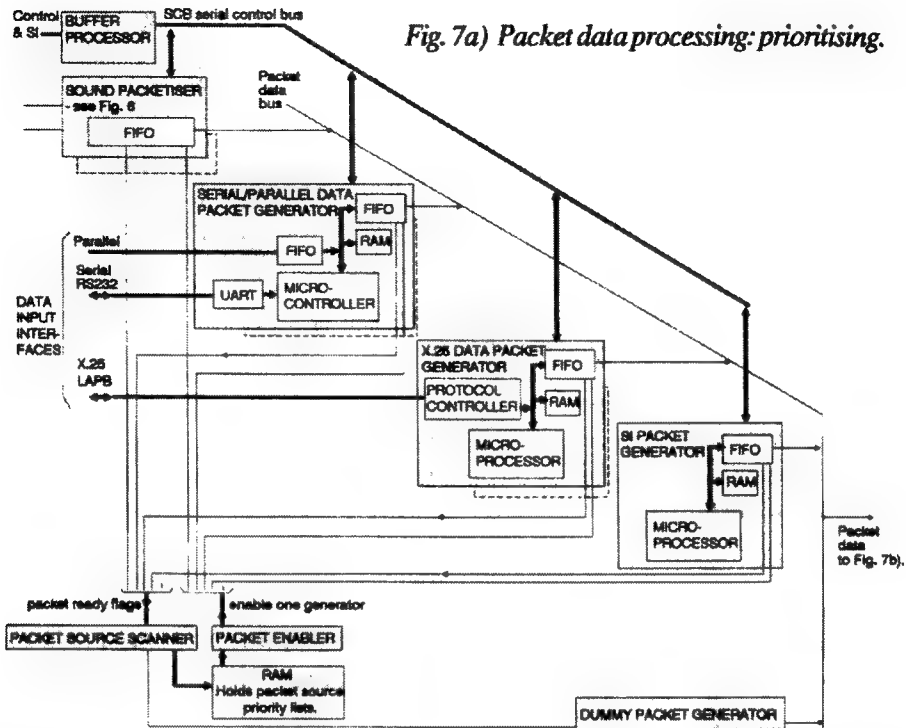 Control
& SI
BUFFER
PROCESSOR
SCB serial control bus
Fig. 7a) Packet data processing: prioritising.
Packet
data
bus
SOUND PACKETISER
- see Fig. 6
FIFO
SERIAL/PARALLEL DATA
PACKET GENERATOR
FIFO
RAM
FIFO
UART
MICRO-
CONTROLLER
Parallel
Serial
RS232
DATA
INPUT
INTER-
FACES
X.25
LAPB
X.25 DATA PACKET
GENERATOR
FIFO
PROTOCOL
CONTROLLER
RAM
MICRO-
PROCESSOR
SI PACKET
GENERATOR
FIFO
RAM
MICRO-
PROCESSOR
Packet
data
to Fig. 7b).
packet ready flags
enable one generator
PACKET SOURCE SCANNER
PACKET ENABLER
RAM
Holds packet source
priority lists.
DUMMY PACKET GENERATOR